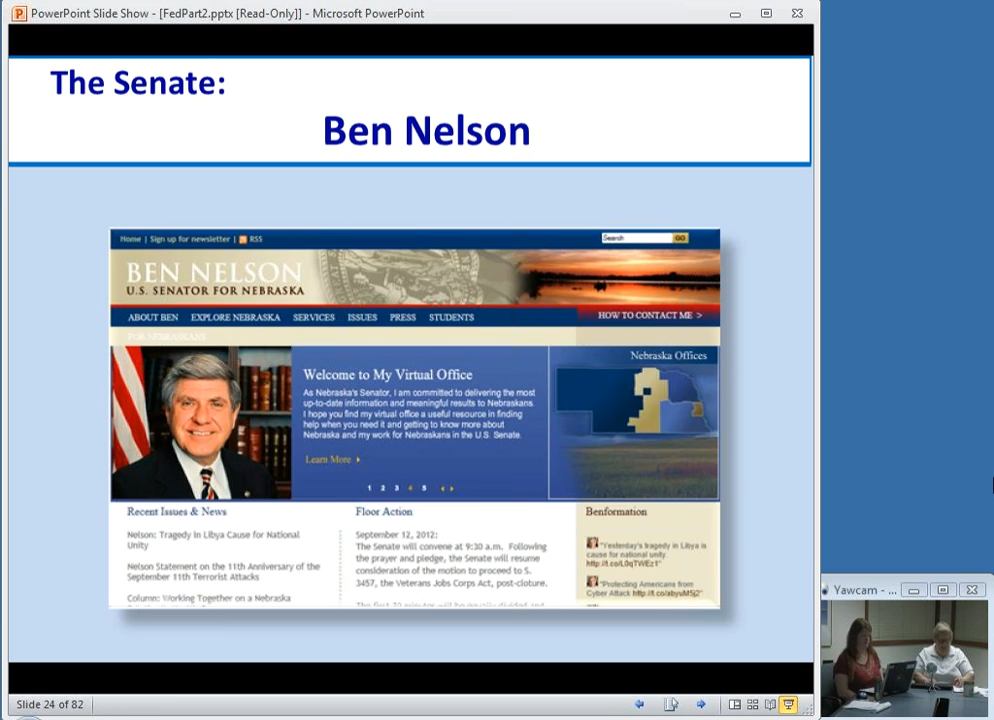 PowerPoint Slide Show - [FedPart2.pptx [Read-Only]] - Microsoft PowerPoint
The Senate:
Ben Nelson
Home | Sign up for newsletter | RSS
Search GO
BEN NELSON
U.S. SENATOR FOR NEBRASKA
ABOUT BEN EXPLORE NEBRASKA SERVICES ISSUES PRESS STUDENTS HOW TO CONTACT ME >
FOR NEBRASKANS
Nebraska Offices
Welcome to My Virtual Office
As Nebraska's Senator, I am committed to delivering the most
up-to-date information and meaningful results to Nebraskans.
I hope you find my virtual office a useful resource in finding
help when you need it and getting to know more about
Nebraska and my work for Nebraskans in the U.S. Senate.
Learn More
1 2 3 4 5
Recent Issues & News
Nelson: Tragedy in Libya Cause for National
Unity
Nelson Statement on the 11th Anniversary of the
September 11th Terrorist Attacks
Column: Working Together on a Nebraska
Floor Action
September 12, 2012:
The Senate will convene at 9:30 a.m. Following
the prayer and pledge, the Senate will resume
consideration of the motion to proceed to S.
3457, the Veterans Jobs Corps Act, post-cloture.
Benformation
"Yesterday's tragedy in Libya is
cause for national unity.
"Protecting Americans from
Cyber Attack
Yawcam - ...
Slide 24 of 82